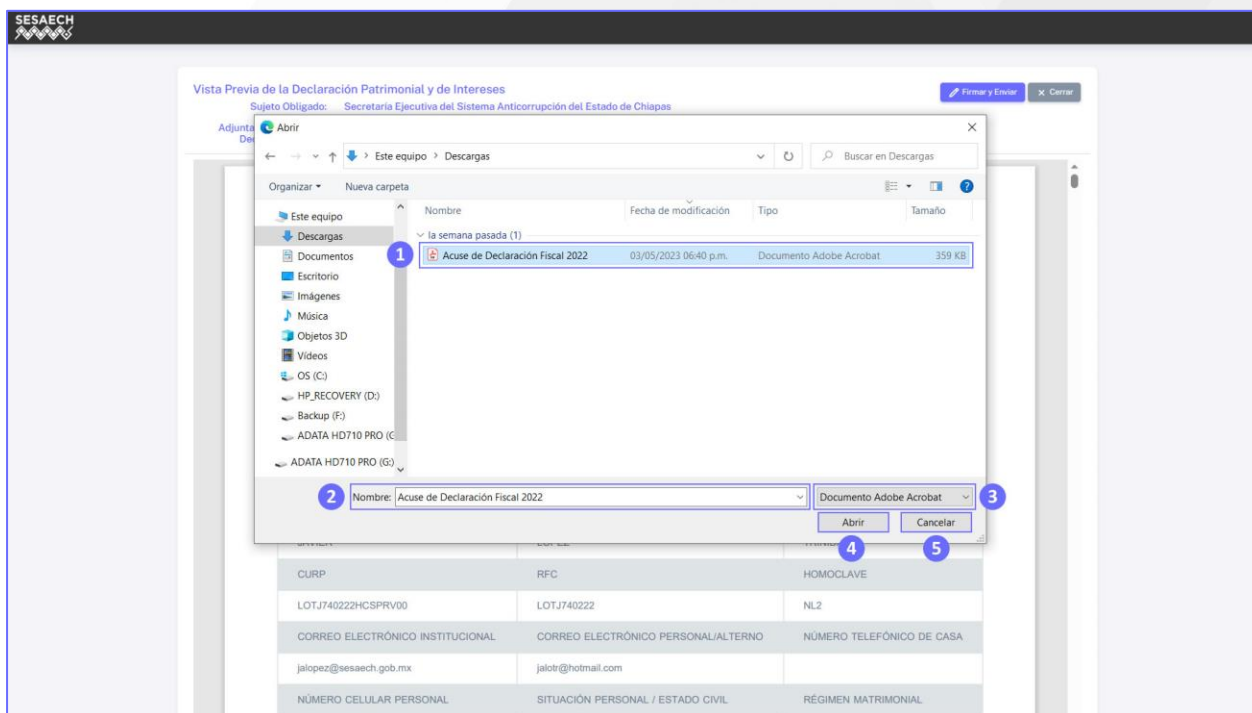 SESAECH
Vista Previa de la Declaración Patrimonial y de Intereses
Firmar y Enviar
Cerrar
Sujeto Obligado: Secretaría Ejecutiva del Sistema Anticorrupción del Estado de Chiapas
Abrir
Este equipo > Descargas
Buscar en Descargas
Organizar
Nueva carpeta
Este equipo
Descargas
Documentos
Escritorio
Imágenes
Música
Objetos 3D
Vídeos
OS (C:)
HP_RECOVERY (D:)
Backup (F:)
ADATA HD710 PRO (G
ADATA HD710 PRO (G:)
Nombre Fecha de modificación Tipo Tamaño
la semana pasada (1)
1 Acuse de Declaración Fiscal 2022 03/05/2023 06:40 p.m. Documento Adobe Acrobat 359 KB
2 Nombre: Acuse de Declaración Fiscal 2022
Documento Adobe Acrobat 3
Abrir Cancelar
4 5
CURP RFC HOMOCLAVE
LOTJ740222HCSPRV00 LOTJ740222 NL2
CORREO ELECTRÓNICO INSTITUCIONAL CORREO ELECTRÓNICO PERSONAL/ALTERNO NÚMERO TELEFÓNICO DE CASA
jalopez@sesaech.gob.mx jalotr@hotmail.com
NÚMERO CELULAR PERSONAL SITUACIÓN PERSONAL / ESTADO CIVIL RÉGIMEN MATRIMONIAL